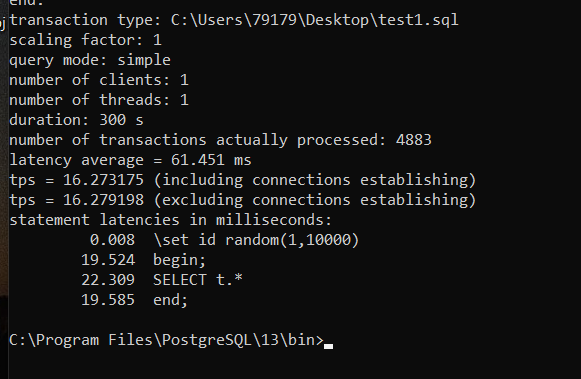 end.
transaction type: C:\Users\79179\Desktop\test1.sql
scaling factor: 1
query mode: simple
number of clients: 1
number of threads: 1
duration: 300 s
number of transactions actually processed: 4883
latency average = 61.451 ms
tps = 16.273175 (including connections establishing)
tps = 16.279198 (excluding connections establishing)
statement latencies in milliseconds:
0.008  \set id random(1,10000)
19.524  begin;
22.309  SELECT t.*
19.585  end;
C:\Program Files\PostgreSQL\13\bin>